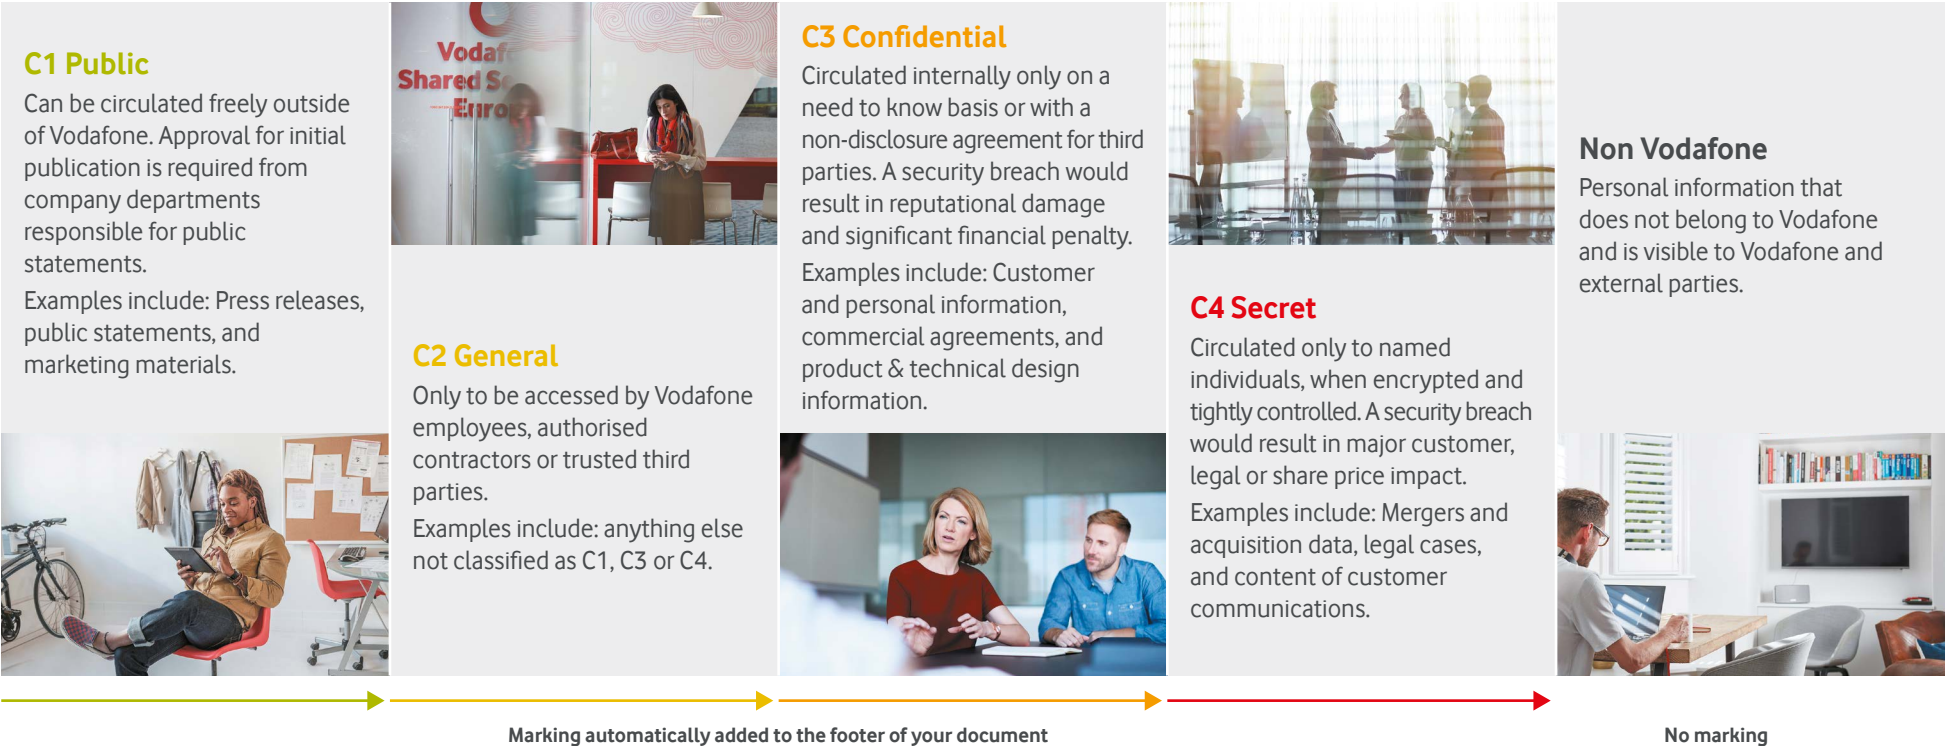 C1 Public
Can be circulated freely outside
of Vodafone. Approval for initial
publication is required from
company departments
responsible for public
statements.
Examples include: Press releases,
public statements, and
marketing materials.
Shared
C2 General
Only to be accessed by Vodafone
employees, authorised
contractors or trusted third
parties.
Examples include: anything else
not classified as C1, C3 or C4.
C3 Confidential
Circulated internally only on a
need to know basis or with a
non-disclosure agreement for third
parties. A security breach would
result in reputational damage
and significant financial penalty.
Examples include: Customer
and personal information,
commercial agreements, and
product & technical design
information.
C4 Secret
Circulated only to named
individuals, when encrypted and
tightly controlled. A security breach
would result in major customer,
legal or share price impact.
Examples include: Mergers and
acquisition data, legal cases,
and content of customer
communications.
Non Vodafone
Personal information that
does not belong to Vodafone
and is visible to Vodafone and
external parties.
Marking automatically added to the footer of your document
No marking